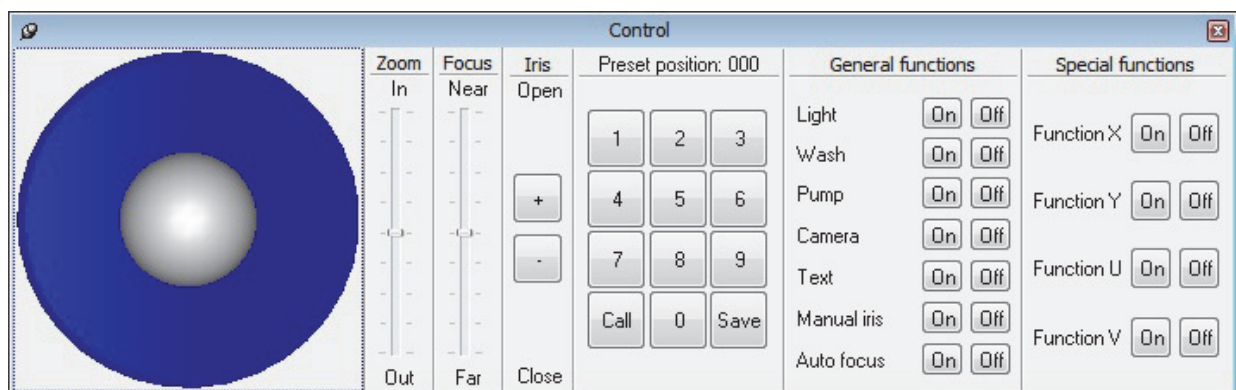 Control
Zoom Focus Iris Preset position: 000 General functions Special functions
In Near Open
Light On Off
1 2 3
Function X On Off
Wash On Off
Pump On Off
+ 4 5 6
Function Y On Off
Camera On Off
- 7 8 9
Text On Off
Function U On Off
Call 0 Save
Manual iris On Off
Function V On Off
Auto focus On Off
Out Far Close